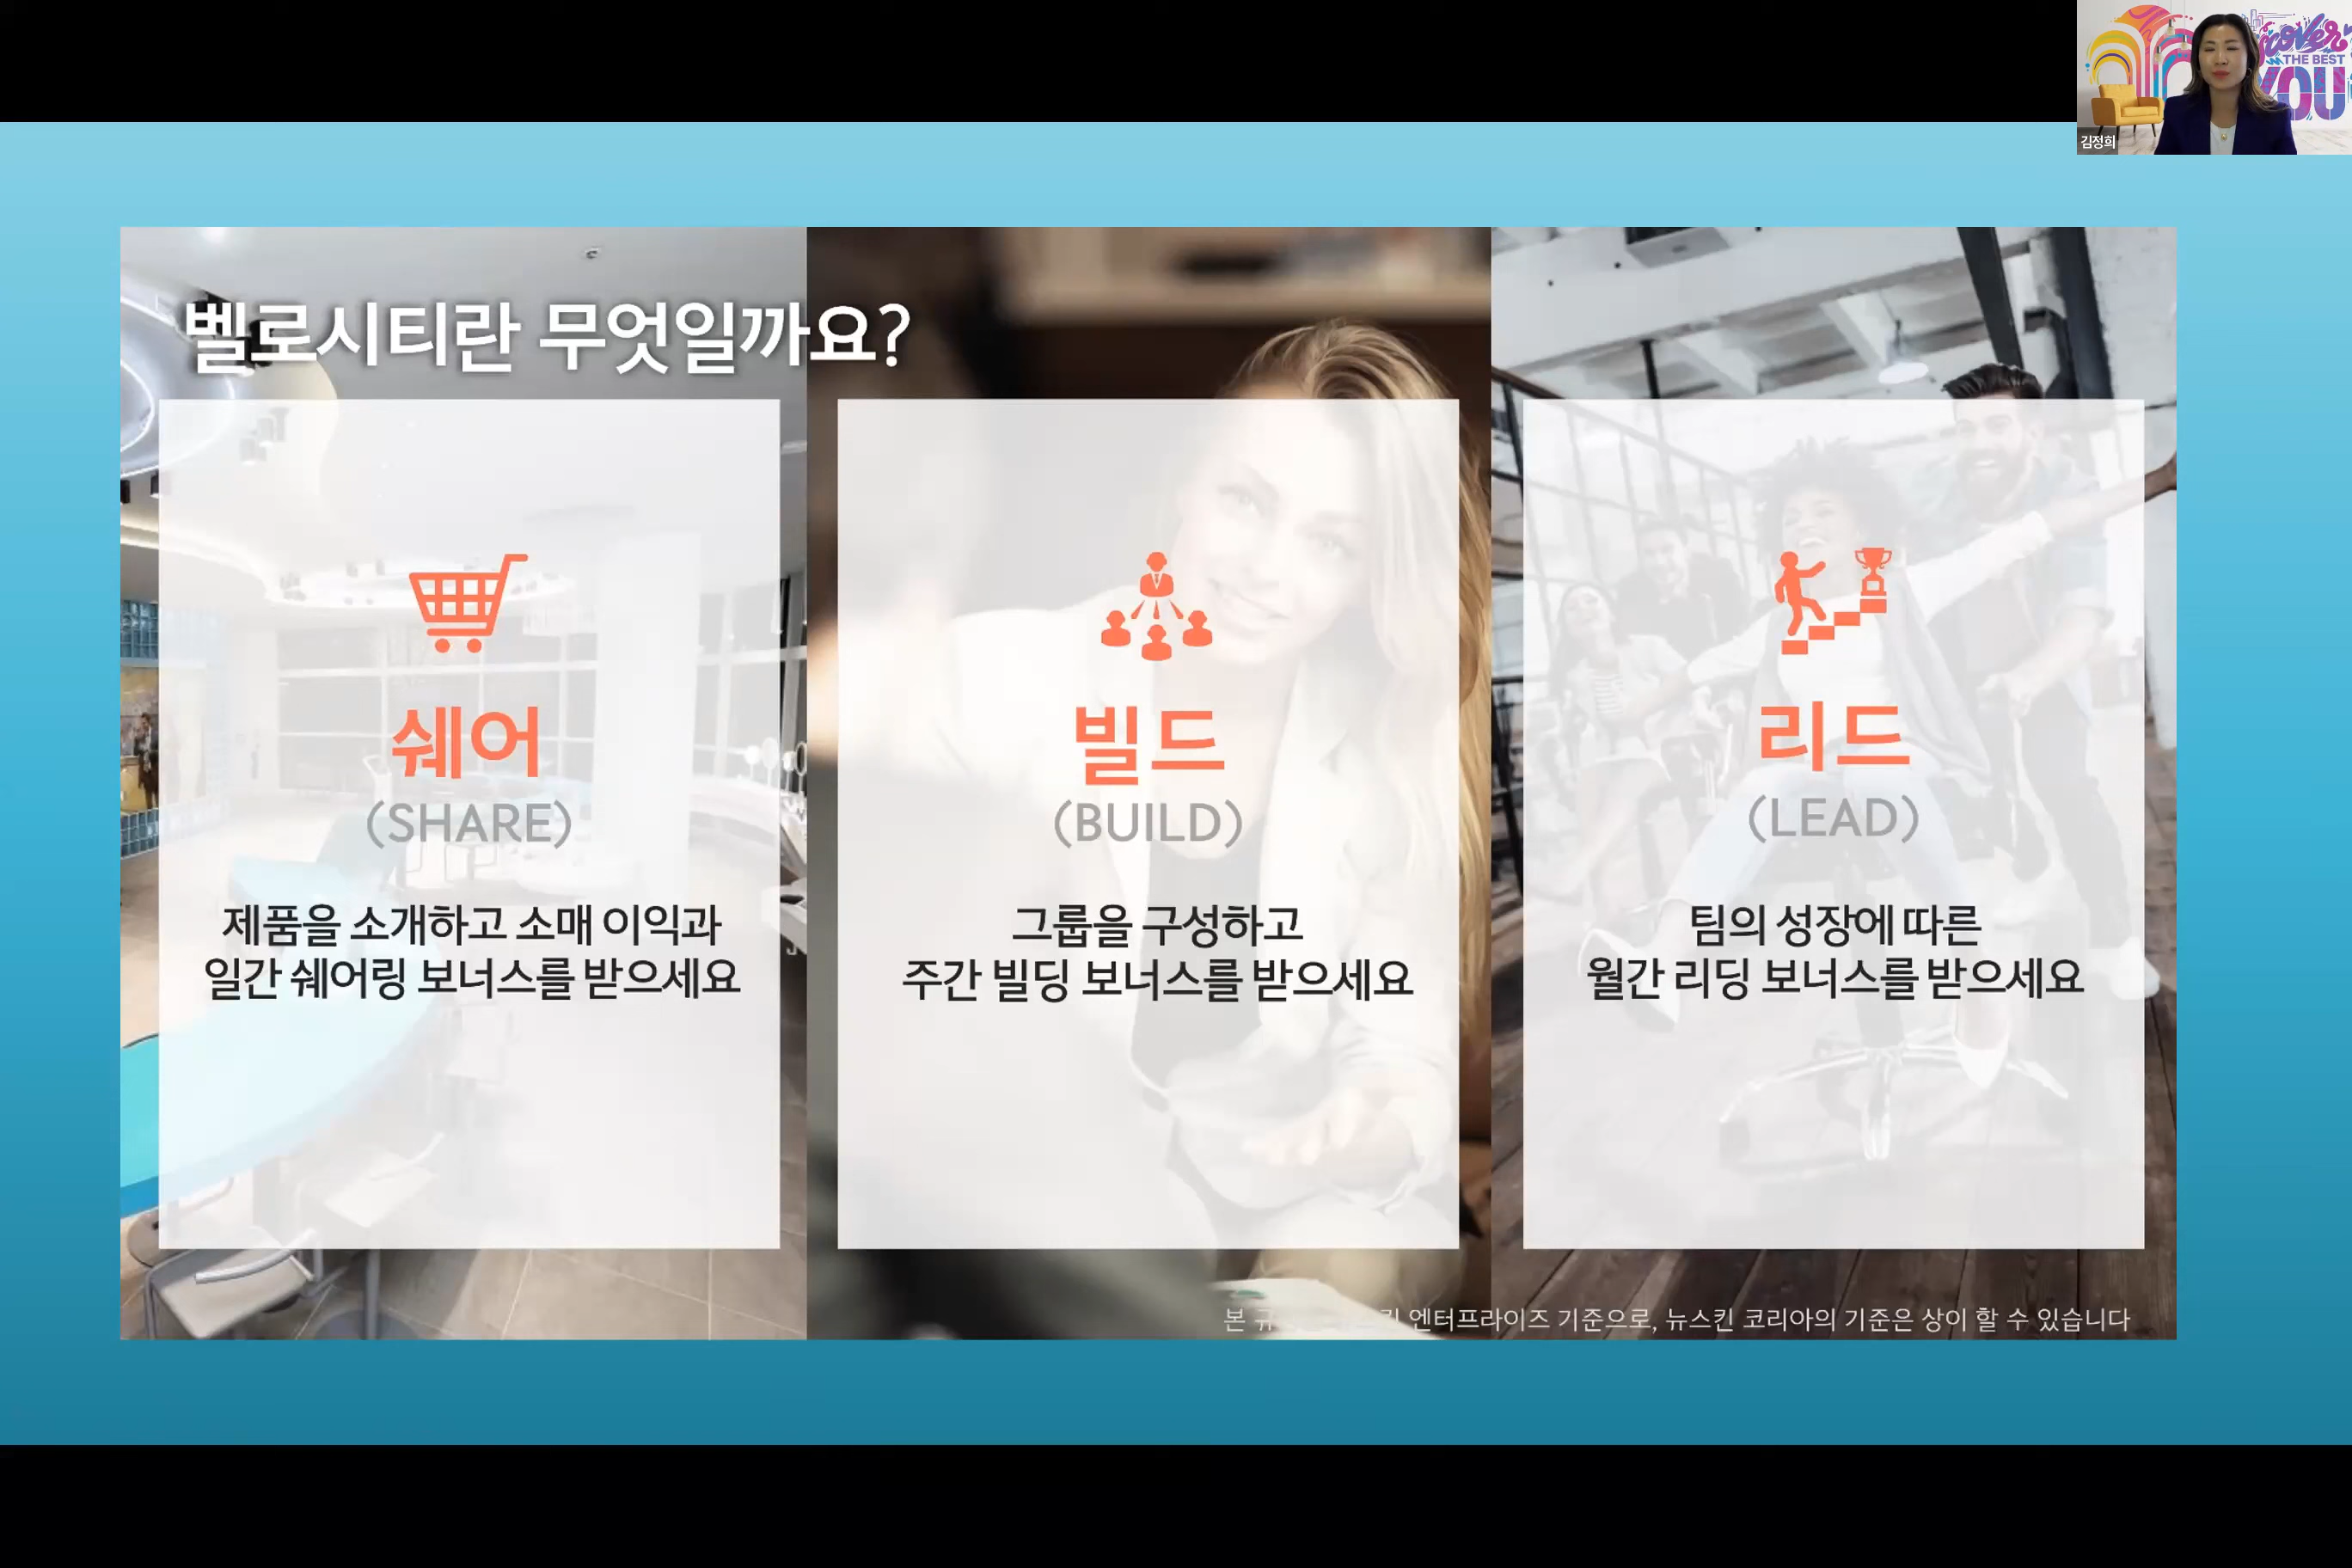 벨로시티란 무엇일까요?
쉐어
(SHARE)
제품을 소개하고 소매 이익과
일간 쉐어링 보너스를 받으세요
빌드
(BUILD)
그룹을 구성하고
주간 빌딩 보너스를 받으세요
리드
(LEAD)
팀의 성장에 따른
월간 리딩 보너스를 받으세요
본 엔터프라이즈 기준으로, 뉴스킨 코리아의 기준은 상이 할 수 있습니다
THE BEST
YOU
김정희